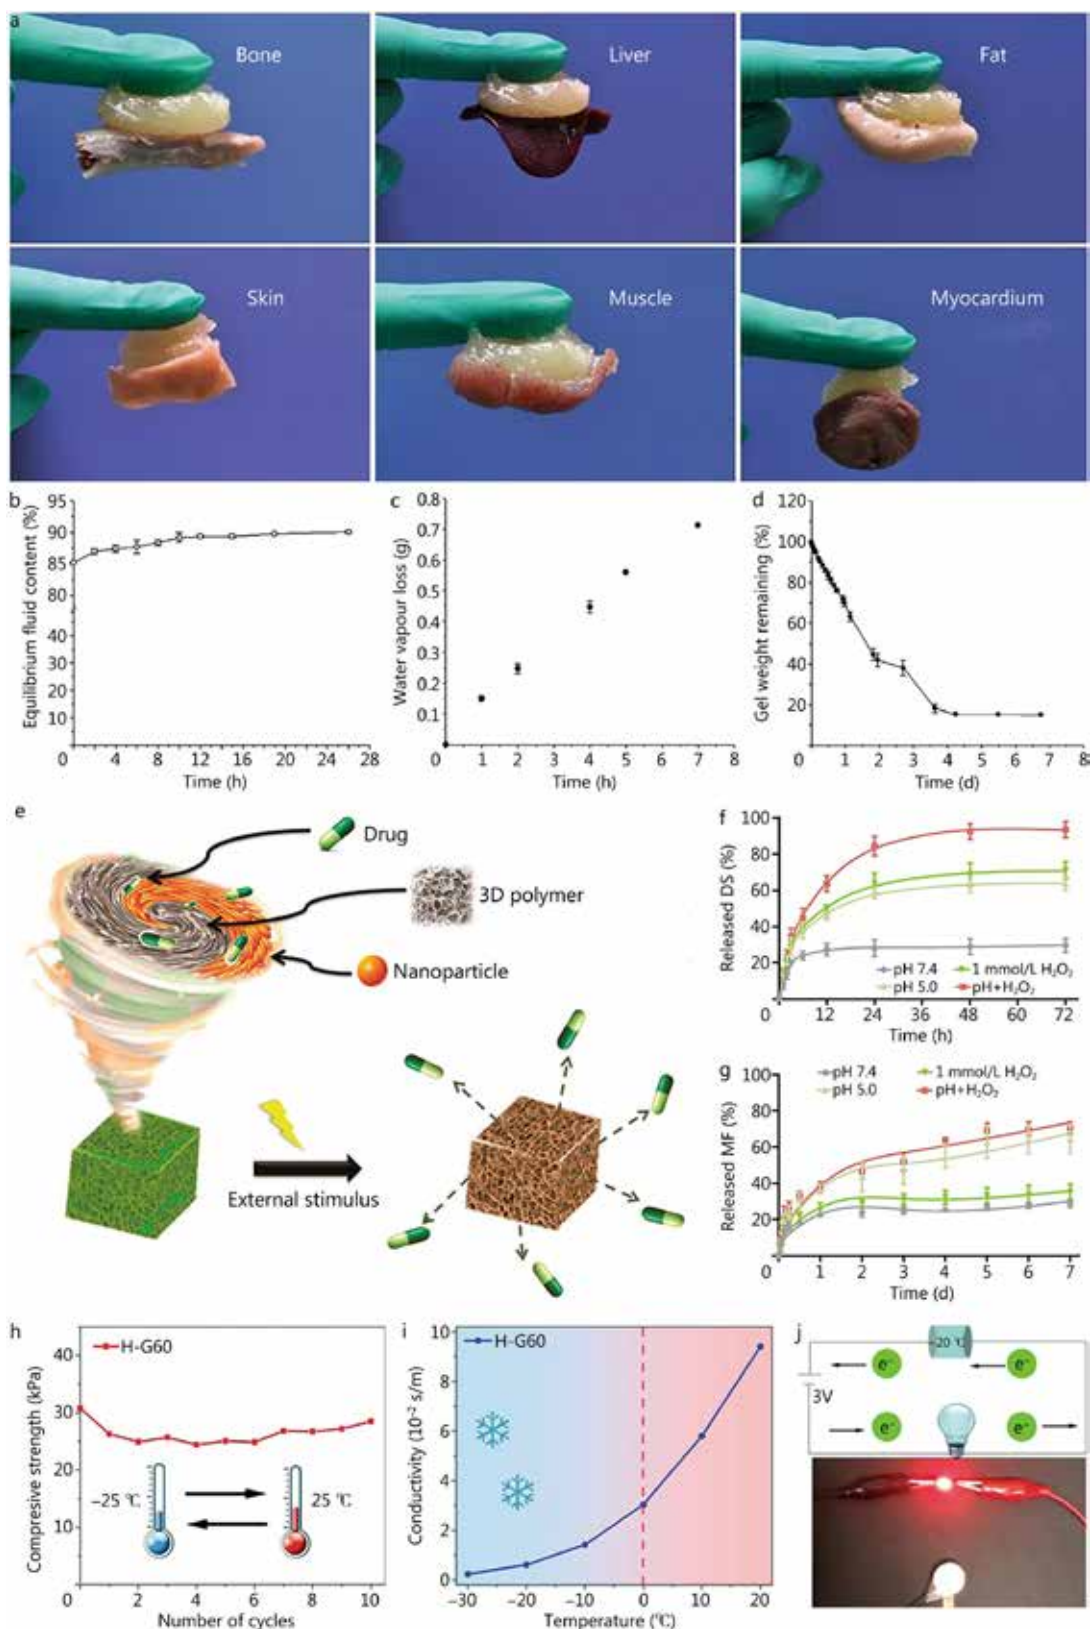 a
Bone
Liver
Fat
Skin
Muscle
Myocardium
b
Equilibrium fluid content (%)
95
90
85
80
40
30
20
10
0 4 8 12 16 20 24 28
Time (h)
c
Water vapour loss (g)
0.8
0.7
0.6
0.5
0.4
0.3
0.2
0.1
0
1 2 3 4 5 6 7 8
Time (h)
d
Gel weight remaining (%)
120
100
80
60
40
20
0 1 2 3 4 5 6 7 8
Time (d)
e
Drug
3D polymer
Nanoparticle
External stimulus
f
Released DS (%)
100
80
60
40
20
pH 7.4
1 mmol/L H₂O₂
pH 5.0
pH+H₂O₂
0 12 24 36 48 60 72
Time (h)
g
Released MF (%)
pH 7.4
1 mmol/L H₂O₂
pH 5.0
pH+H₂O₂
100
80
60
40
20
0 1 2 3 4 5 6 7
Time (d)
h
H-G60
Compresive strength (kPa)
40
30
20
10
−25 ℃
25 ℃
0 2 4 6 8 10
Number of cycles
i
H-G60
Conductivity (10⁻² s/m)
10
8
6
4
2
0
−30 −20 −10 0 10 20
Temperature (℃)
j
-20 ℃
e⁻
e⁻
3V
e⁻
e⁻